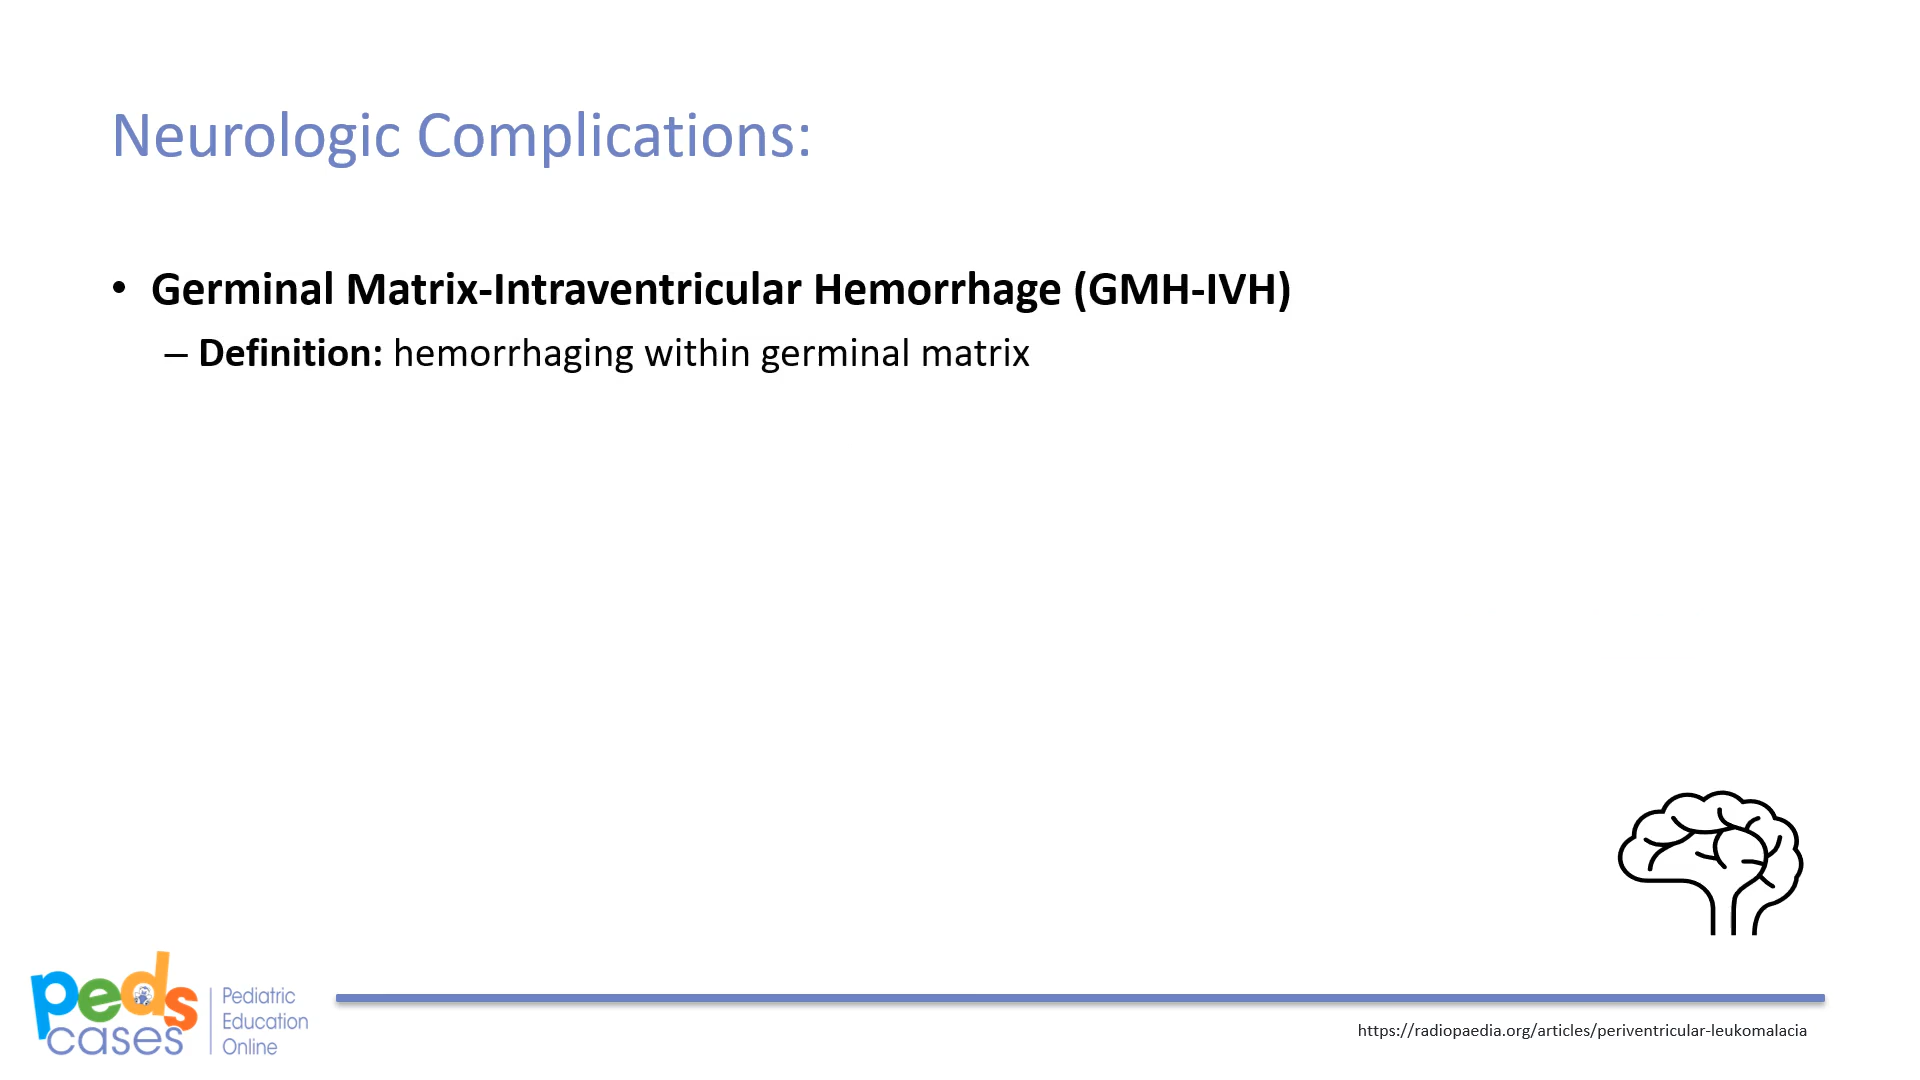 Neurologic Complications:
• Germinal Matrix-Intraventricular Hemorrhage (GMH-IVH)
– Definition: hemorrhaging within germinal matrix
peds
cases
Pediatric
Education
Online
https://radiopaedia.org/articles/periventricular-leukomalacia